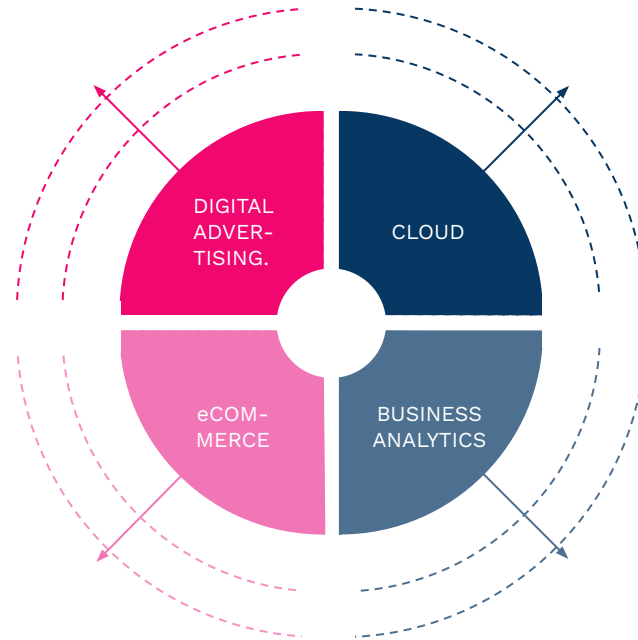 DIGITAL
ADVER-
TISING.
CLOUD
eCOM-
MERCE
BUSINESS
ANALYTICS